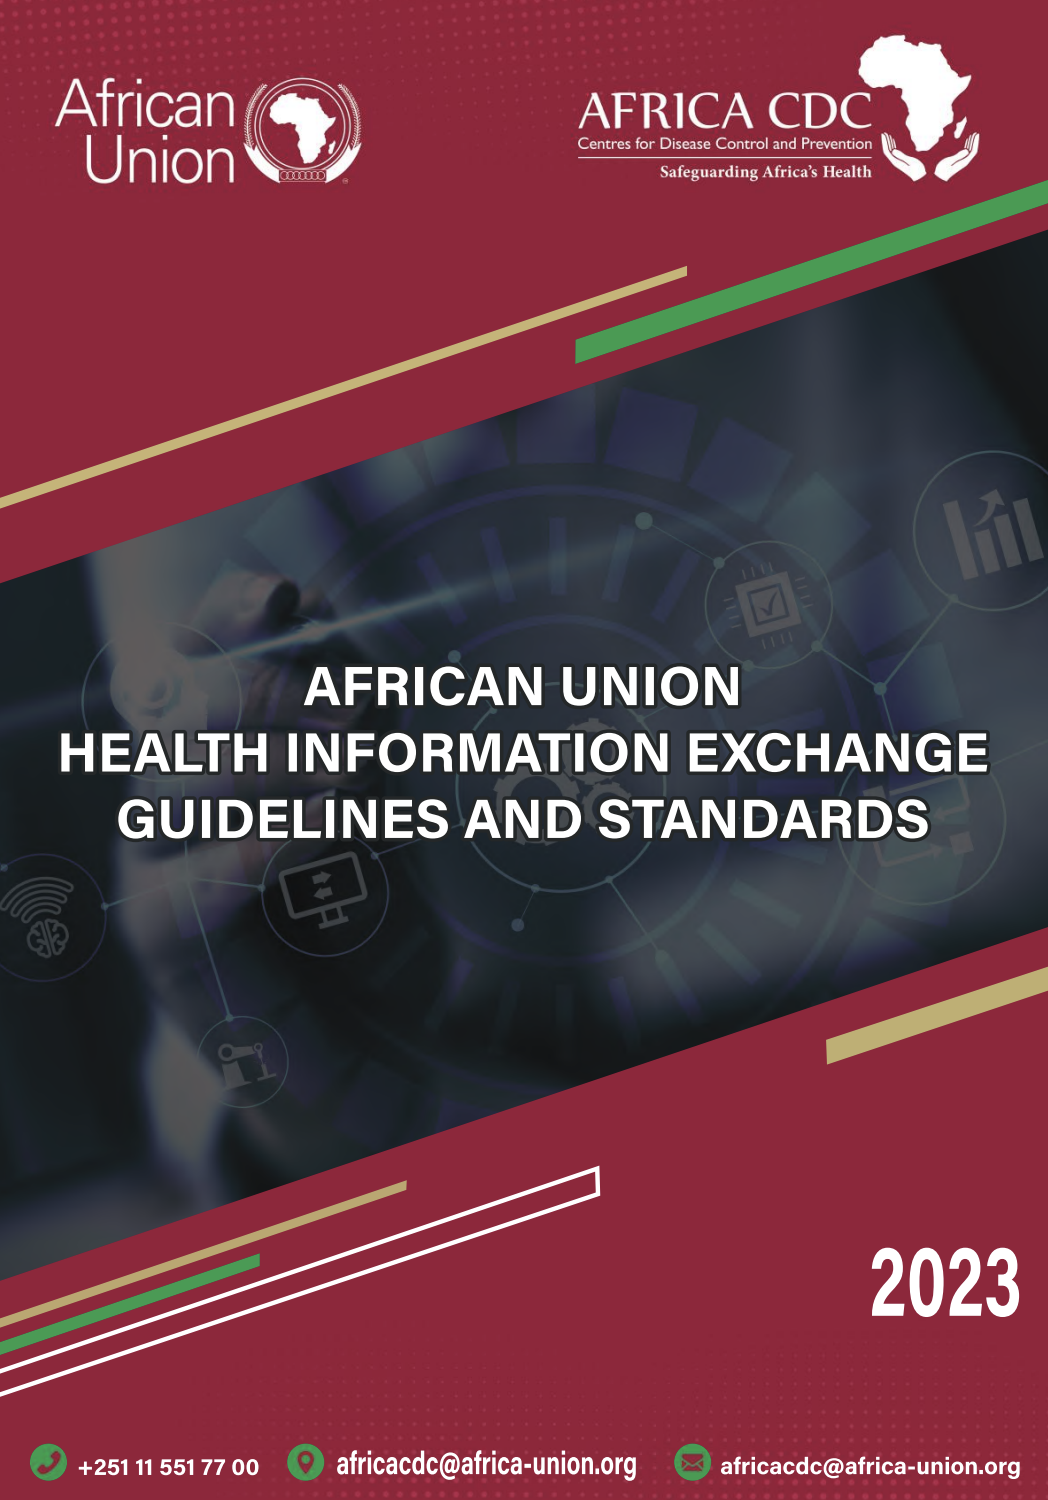 African
Union
AFRICA CDC
Centres for Disease Control and Prevention
Safeguarding Africa's Health
AFRICAN UNION
HEALTH INFORMATION EXCHANGE
GUIDELINES AND STANDARDS
2023
+251 11 551 77 00
africacdc@africa-union.org
africacdc@africa-union.org